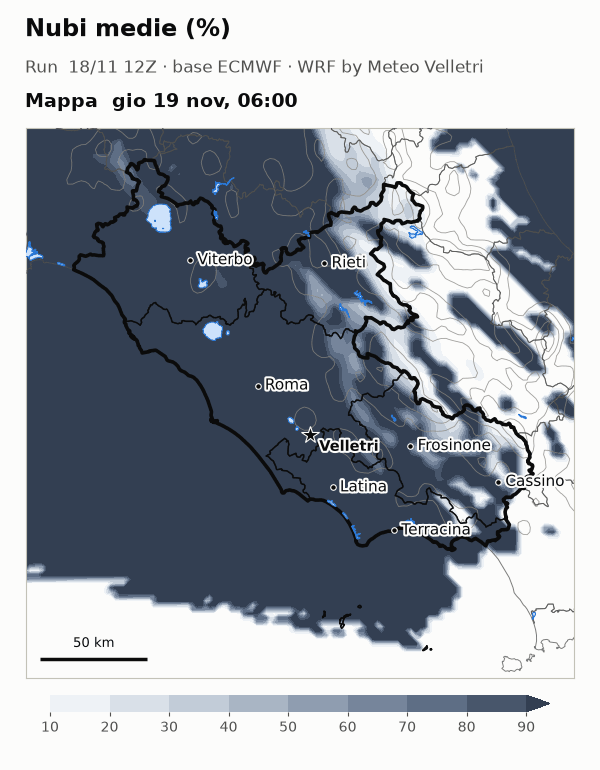 Nubi medie (%)
Run 18/11 12Z · base ECMWF · WRF by Meteo Velletri
Mappa gio 19 nov, 06:00
Viterbo
Rieti
Roma
Velletri
Frosinone
Latina
Cassino
Terracina
50 km
10 20 30 40 50 60 70 80 90